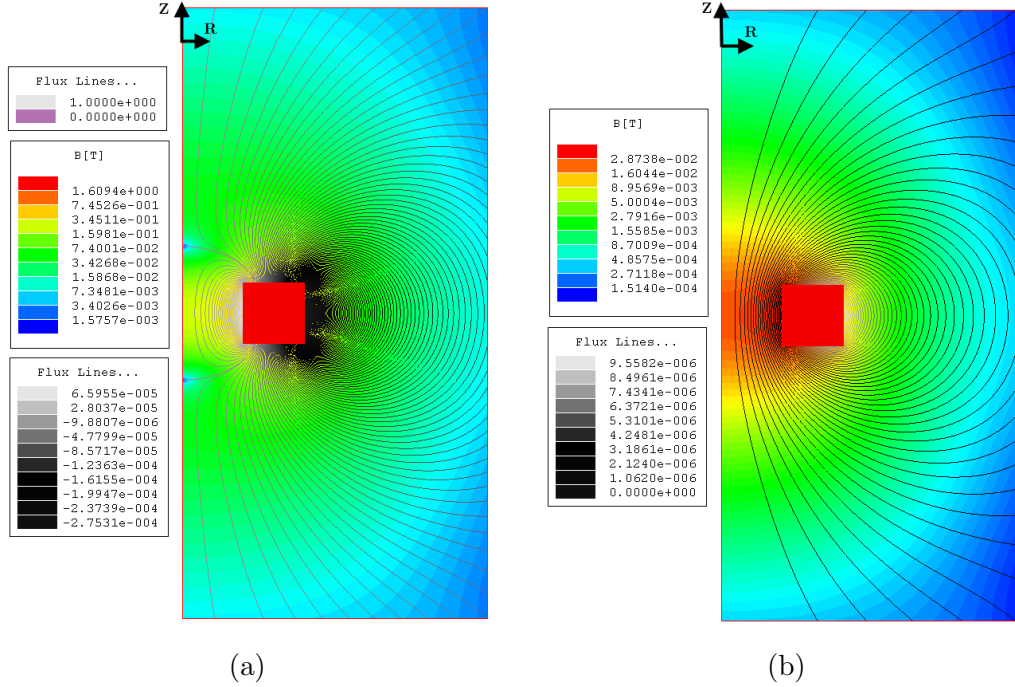 Z
R
Flux Lines...
1.0000e+000
0.0000e+000
B[T]
1.6094e+000
7.4526e-001
3.4511e-001
1.5981e-001
7.4001e-002
3.4268e-002
1.5868e-002
7.3481e-003
3.4026e-003
1.5757e-003
Flux Lines...
6.5955e-005
2.8037e-005
-9.8807e-006
-4.7799e-005
-8.5717e-005
-1.2363e-004
-1.6155e-004
-1.9947e-004
-2.3739e-004
-2.7531e-004
(a)
Z
R
B[T]
2.8738e-002
1.6044e-002
8.9569e-003
5.0004e-003
2.7916e-003
1.5585e-003
8.7009e-004
4.8575e-004
2.7118e-004
1.5140e-004
Flux Lines...
9.5582e-006
8.4961e-006
7.4341e-006
6.3721e-006
5.3101e-006
4.2481e-006
3.1861e-006
2.1240e-006
1.0620e-006
0.0000e+000
(b)